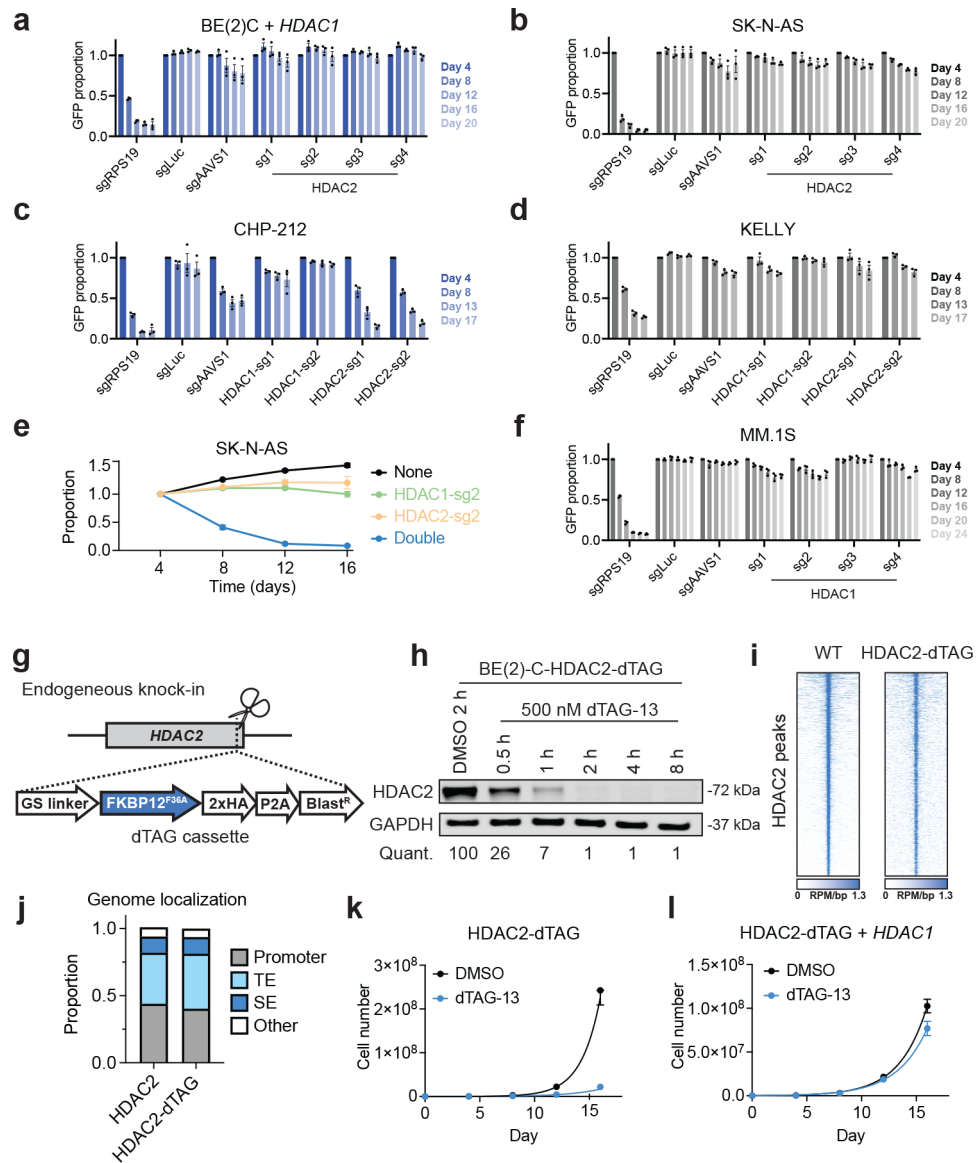 a
BE(2)C + HDAC1
GFP proportion
1.0
0.5
0.0
sgRPS19
sgLuc
sgAAVS1
sg1
sg2
sg3
sg4
HDAC2
Day 4
Day 8
Day 12
Day 16
Day 20
b
SK-N-AS
GFP proportion
1.0
0.5
0.0
sgRPS19
sgLuc
sgAAVS1
sg1
sg2
sg3
sg4
HDAC2
Day 4
Day 8
Day 12
Day 16
Day 20
c
CHP-212
GFP proportion
1.0
0.5
0.0
sgRPS19
sgLuc
sgAAVS1
HDAC1-sg1
HDAC1-sg2
HDAC2-sg1
HDAC2-sg2
Day 4
Day 8
Day 13
Day 17
d
KELLY
GFP proportion
1.0
0.5
0.0
sgRPS19
sgLuc
sgAAVS1
HDAC1-sg1
HDAC1-sg2
HDAC2-sg1
HDAC2-sg2
Day 4
Day 8
Day 13
Day 17
e
SK-N-AS
Proportion
1.5
1.0
0.5
0.0
4
8
12
16
Time (days)
None
HDAC1-sg2
HDAC2-sg2
Double
f
MM.1S
GFP proportion
1.0
0.5
0.0
sgRPS19
sgLuc
sgAAVS1
sg1
sg2
sg3
sg4
HDAC1
Day 4
Day 8
Day 12
Day 16
Day 20
Day 24
g
Endogeneous knock-in
HDAC2
GS linker
FKBP12F36A
2xHA
P2A
BlastR
dTAG cassette
h
BE(2)-C-HDAC2-dTAG
500 nM dTAG-13
DMSO 2 h
0.5 h
1 h
2 h
4 h
8 h
HDAC2
-72 kDa
GAPDH
-37 kDa
Quant. 100 26 7 1 1 1
i
WT HDAC2-dTAG
HDAC2 peaks
0 RPM/bp 1.3
0 RPM/bp 1.3
j
Genome localization
Proportion
1.0
0.5
0.0
HDAC2
HDAC2-dTAG
Promoter
TE
SE
Other
k
HDAC2-dTAG
Cell number
3×10⁸
2×10⁸
1×10⁸
0
0
5
10
15
Day
DMSO
dTAG-13
l
HDAC2-dTAG + HDAC1
Cell number
1.5×10⁸
1.0×10⁸
5.0×10⁷
0.0
0
5
10
15
Day
DMSO
dTAG-13